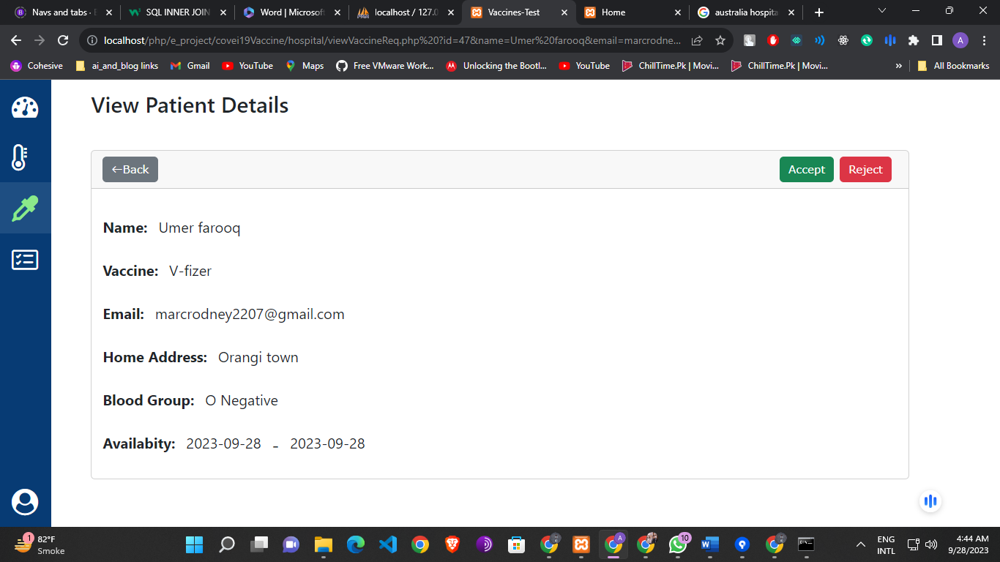 Navs and tabs · B
SQL INNER JOIN
Word | Microsof
localhost / 127.0
Vaccines-Test
Home
australia hospita
localhost/php/e_project/covei19Vaccine/hospital/viewVaccineReq.php%20?id=47&name=Umer%20farooq&email=marcrodne...
A
Cohesive
ai_and_blog links
Gmail
YouTube
Maps
Free VMware Work...
Unlocking the Bootl...
YouTube
ChillTime.Pk | Movi...
ChillTime.Pk | Movi...
»
All Bookmarks
View Patient Details
←Back
Accept
Reject
Name: Umer farooq
Vaccine: V-fizer
Email: marcrodney2207@gmail.com
Home Address: Orangi town
Blood Group: O Negative
Availabity: 2023-09-28 - 2023-09-28
1
82°F
Smoke
A
10
ENG
INTL
4:44 AM
9/28/2023